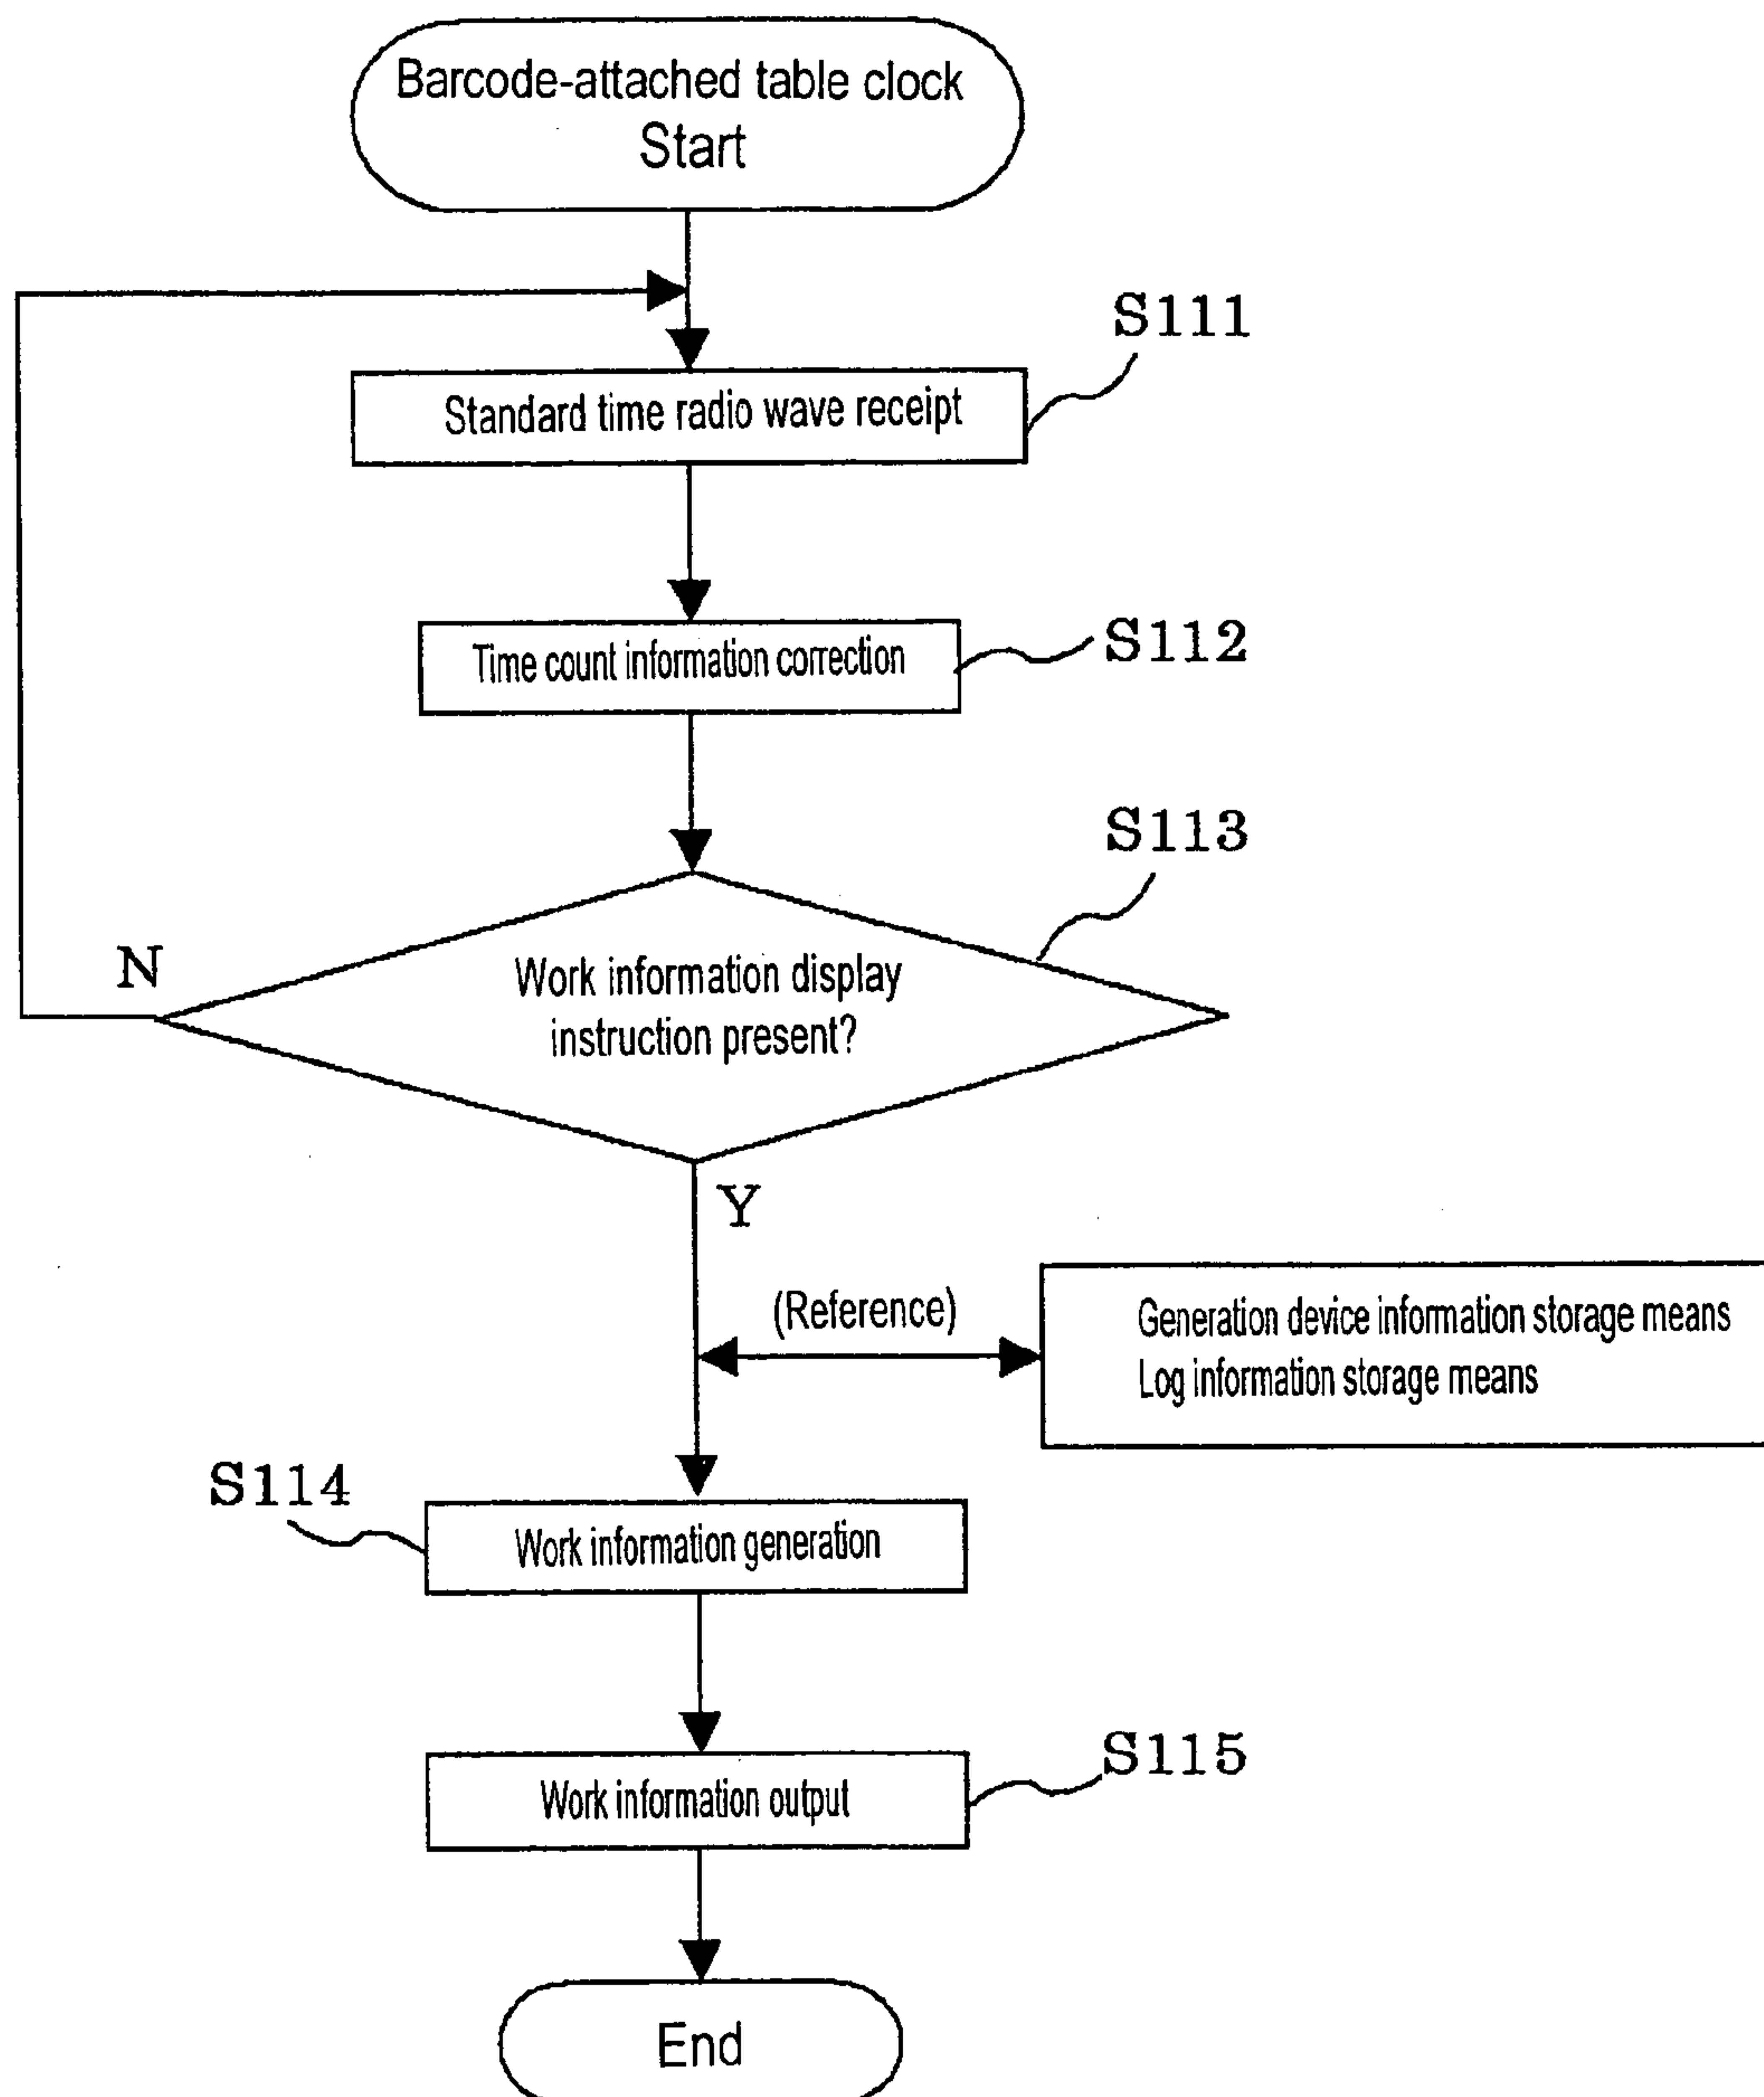 Barcode-attached table clock
Start
S111
Standard time radio wave receipt
Time count information correction
S112
S113
N
Work information display
instruction present?
Y
(Reference)
Generation device information storage means
Log information storage means
S114
Work information generation
S115
Work information output
End